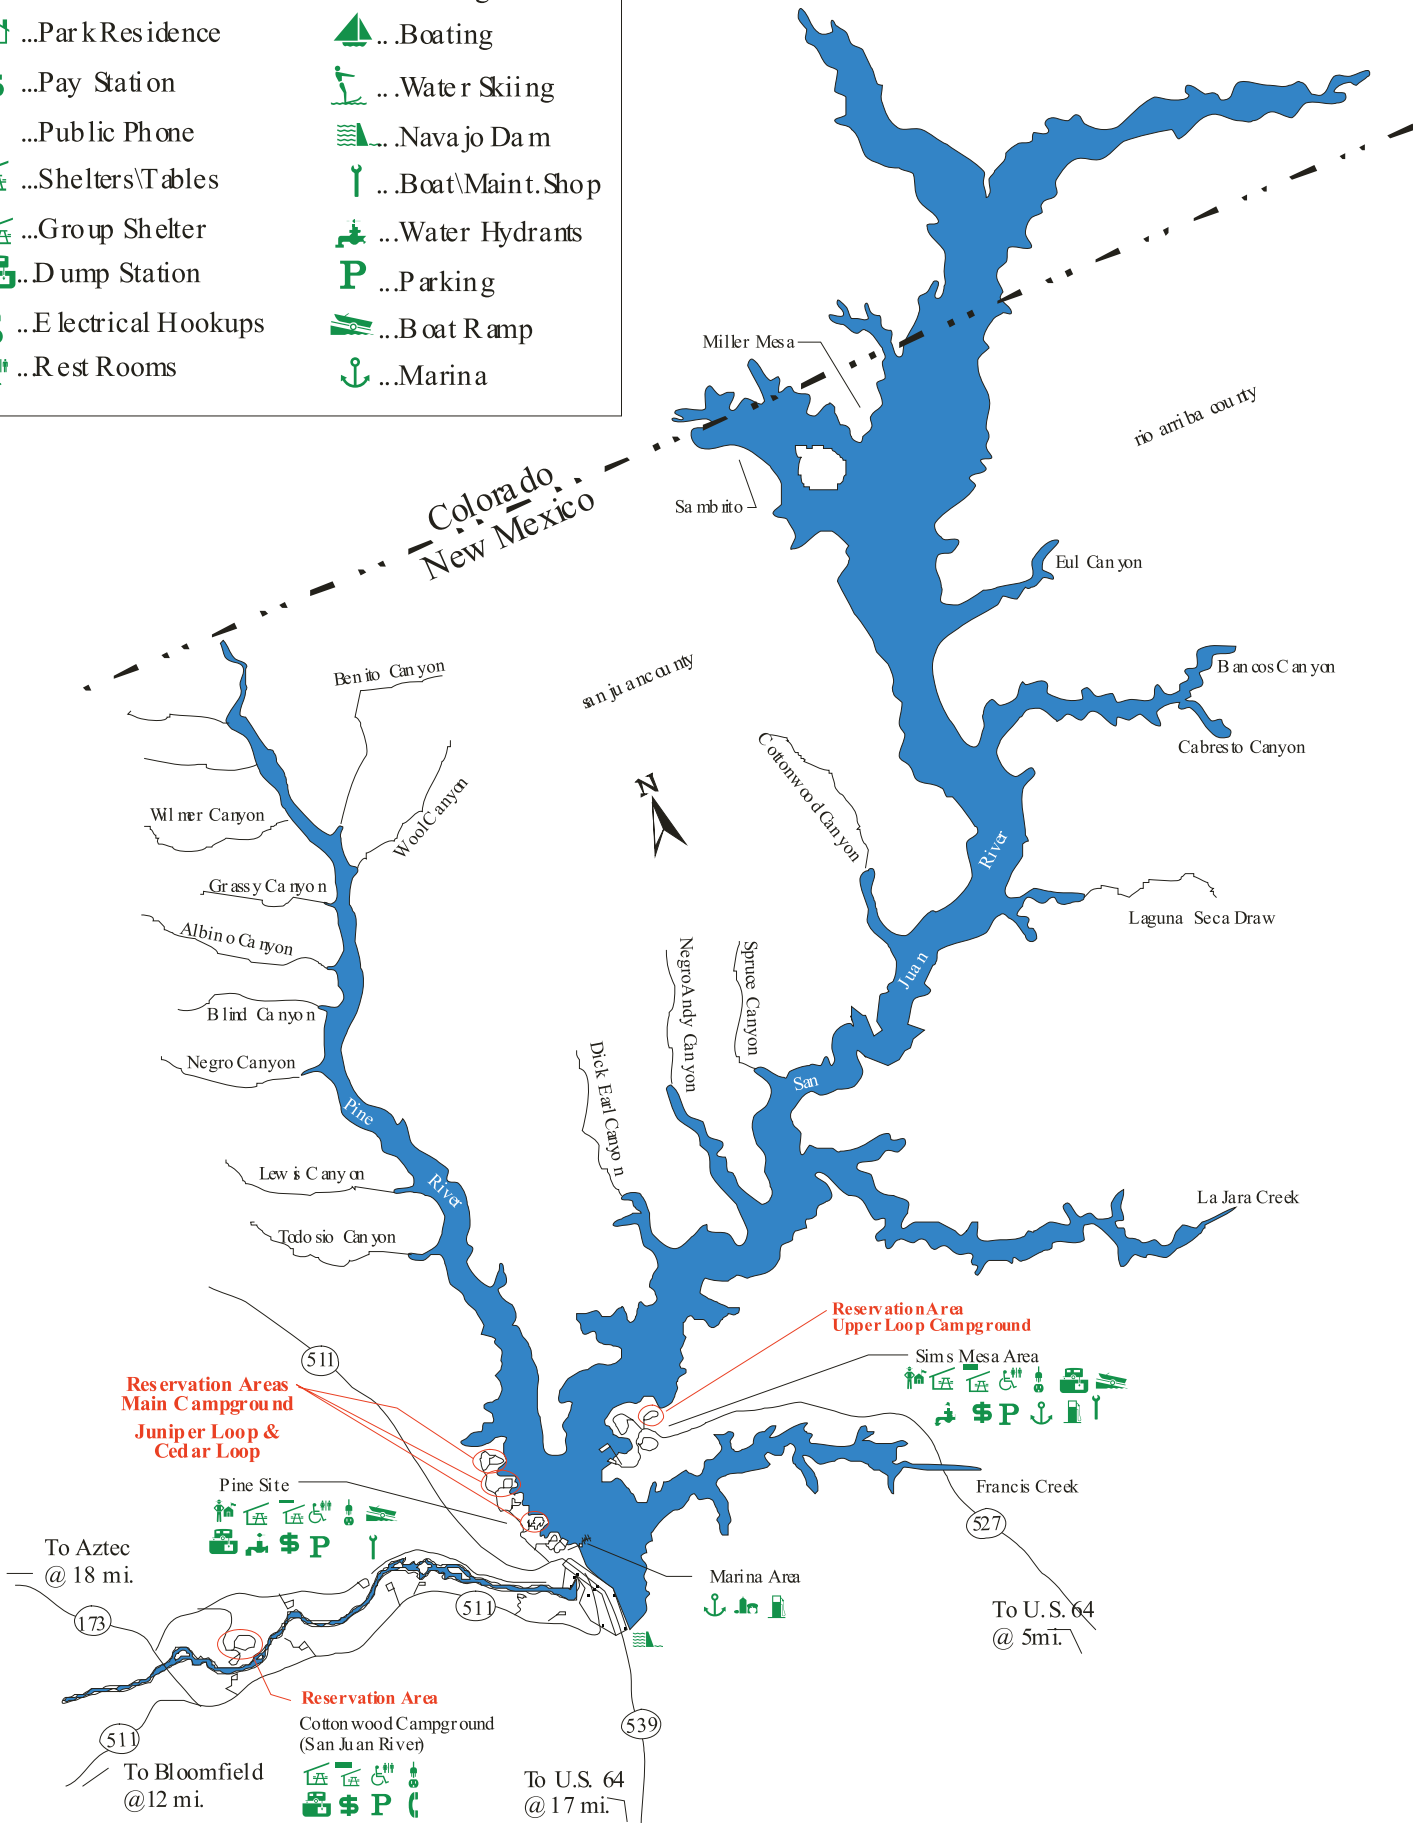 ...Park Residence
...Pay Station
...Public Phone
...Shelters\Tables
...Group Shelter
...Dump Station
...Electrical Hookups
...Rest Rooms
...Boating
...Water Skiing
...Navajo Dam
...Boat\Maint. Shop
...Water Hydrants
P ...Parking
...Boat Ramp
...Marina
Miller Mesa
rio arriba county
Colorado
New Mexico
Sambrito
Eul Canyon
Bancos Canyon
Cabresto Canyon
san juan county
Benito Canyon
Wool Canyon
N
Cottonwood Canyon
Wilmer Canyon
Grassy Canyon
Albino Canyon
Blind Canyon
Negro Canyon
River
Juan
San
Laguna Seca Draw
Negro Andy Canyon
Spruce Canyon
Dick Earl Canyon
Pine
River
Lewis Canyon
Todosio Canyon
La Jara Creek
Reservation Area
Upper Loop Campground
Sims Mesa Area
$ P
511
Reservation Areas
Main Campground
Juniper Loop &
Cedar Loop
Pine Site
$ P
Francis Creek
527
To Aztec
@ 18 mi.
173
511
Marina Area
To U.S. 64
@ 5mi.
Reservation Area
Cottonwood Campground
(San Juan River)
$ P
511
To Bloomfield
@12 mi.
539
To U.S. 64
@ 17 mi.